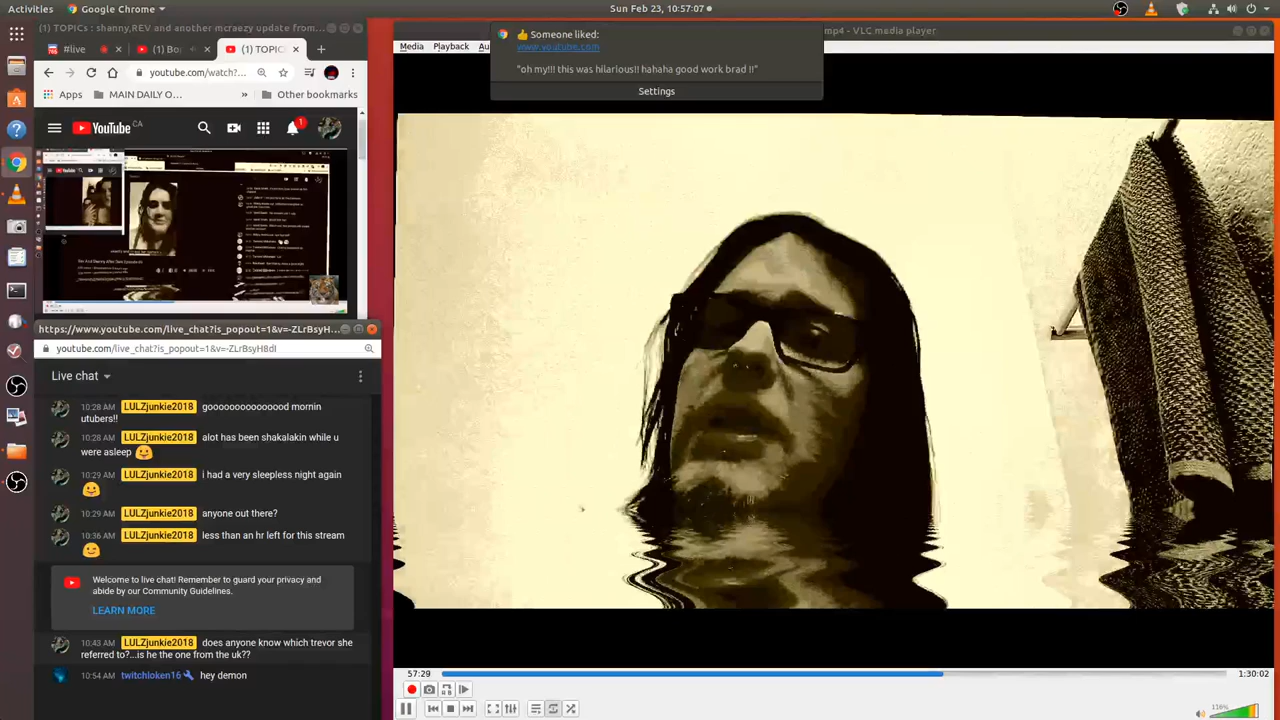 Activities
Google Chrome
Sun Feb 23, 10:57:07
(1) TOPICS : shanny,REV and another mcraezy update from...
#live
(1) Bo
(1) TOPIC
youtube.com/watch?...
Apps
MAIN DAILY O...
»
Other bookmarks
YouTube CA
1
mp4 - VLC media player
Media Playback Au
Someone liked:
www.youtube.com
"oh my!!! this was hilarious!! hahaha good work brad !!"
Settings
https://www.youtube.com/live_chat?is_popout=1&v=-ZLrBsyH...
youtube.com/live_chat?is_popout=1&v=-ZLrBsyH8dI
Live chat
10:28 AM LULZjunkie2018 goooooooooooood mornin
utubers!!
10:28 AM LULZjunkie2018 alot has been shakalakin while u
were asleep
10:29 AM LULZjunkie2018 i had a very sleepless night again
10:29 AM LULZjunkie2018 anyone out there?
10:36 AM LULZjunkie2018 less than an hr left for this stream
Welcome to live chat! Remember to guard your privacy and
abide by our Community Guidelines.
LEARN MORE
10:43 AM LULZjunkie2018 does anyone know which trevor she
referred to?...is he the one from the uk??
10:54 AM twitchloken16 hey demon
57:29
1:30:02
116%